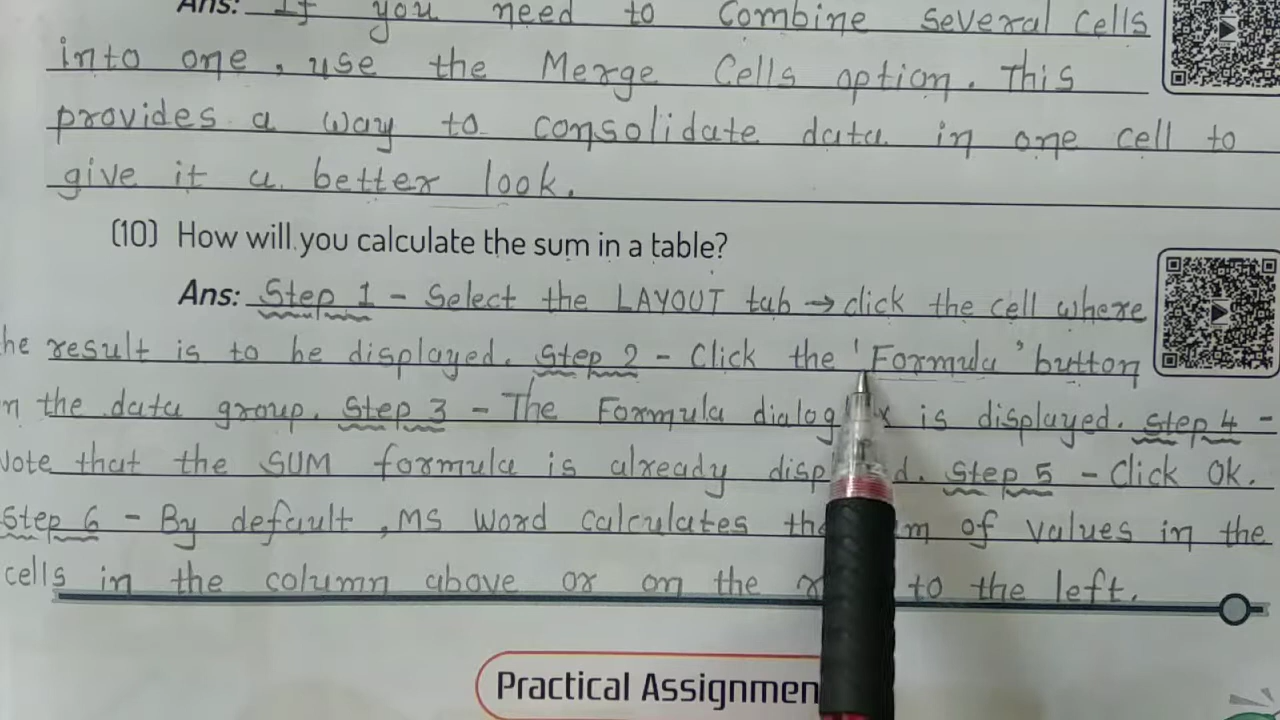 Ans: If you need to combine several cells
into one, use the Merge Cells option. This
provides a way to consolidate data in one cell to
give it a better look.
(10) How will you calculate the sum in a table?
Ans: Step 1 - Select the LAYOUT tab → click the cell where
he result is to be displayed. Step 2 - Click the 'Formula' button
n the data group. Step 3 - The Formula dialog x is displayed. Step 4 -
Note that the SUM formula is already disp d. Step 5 - Click Ok.
Step 6 - By default, MS Word calculates th m of values in the
cells in the column above or on the r to the left.
Practical Assignmen